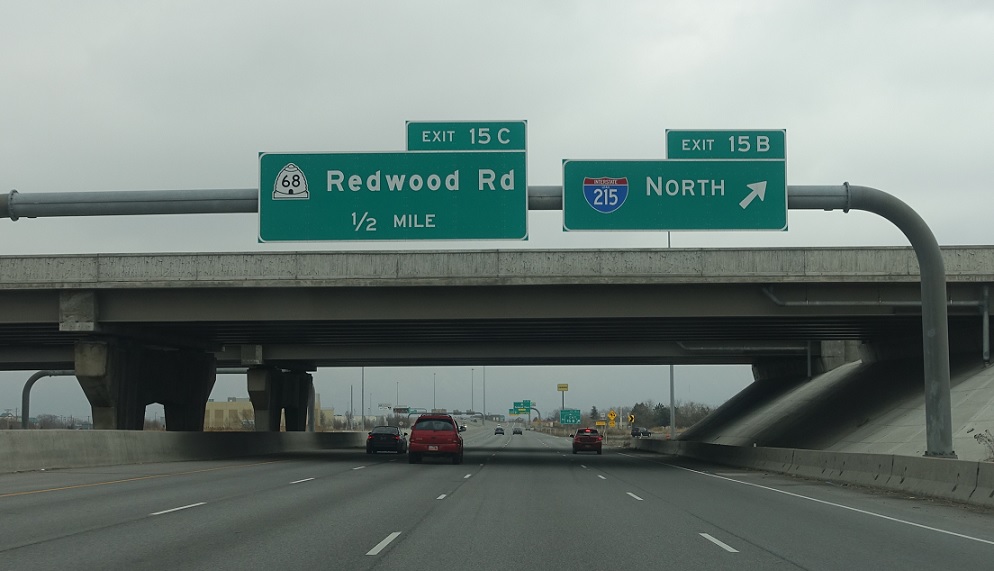 EXIT 15 C
68 Redwood Rd
1/2 MILE
EXIT 15 B
INTERSTATE
215
NORTH